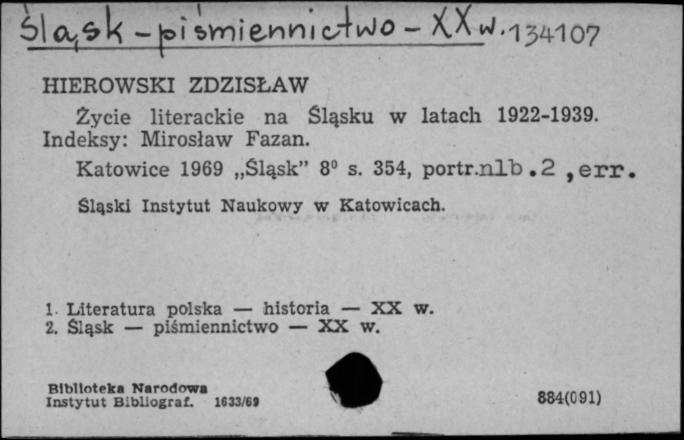 Śląsk - piśmiennictwo - XX w. 134107
HIEROWSKI ZDZISŁAW
Życie literackie na Śląsku w latach 1922-1939.
Indeksy: Mirosław Fazan.
Katowice 1969 „Śląsk” 8⁰ s. 354, portr.nlb.2,err.
Śląski Instytut Naukowy w Katowicach.
1. Literatura polska — historia — XX w.
2. Śląsk — piśmiennictwo — XX w.
Biblioteka Narodowa
Instytut Bibliograf. 1633/69
884(091)